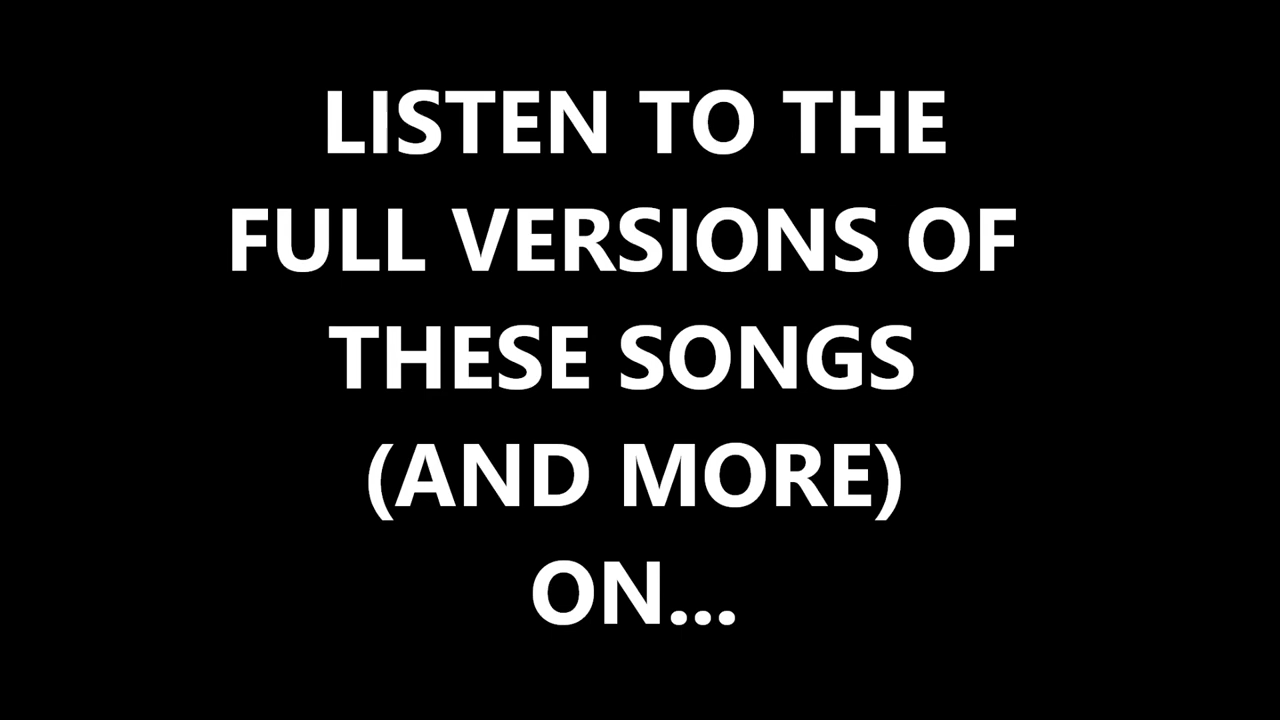 LISTEN TO THE
FULL VERSIONS OF
THESE SONGS
(AND MORE)
ON...